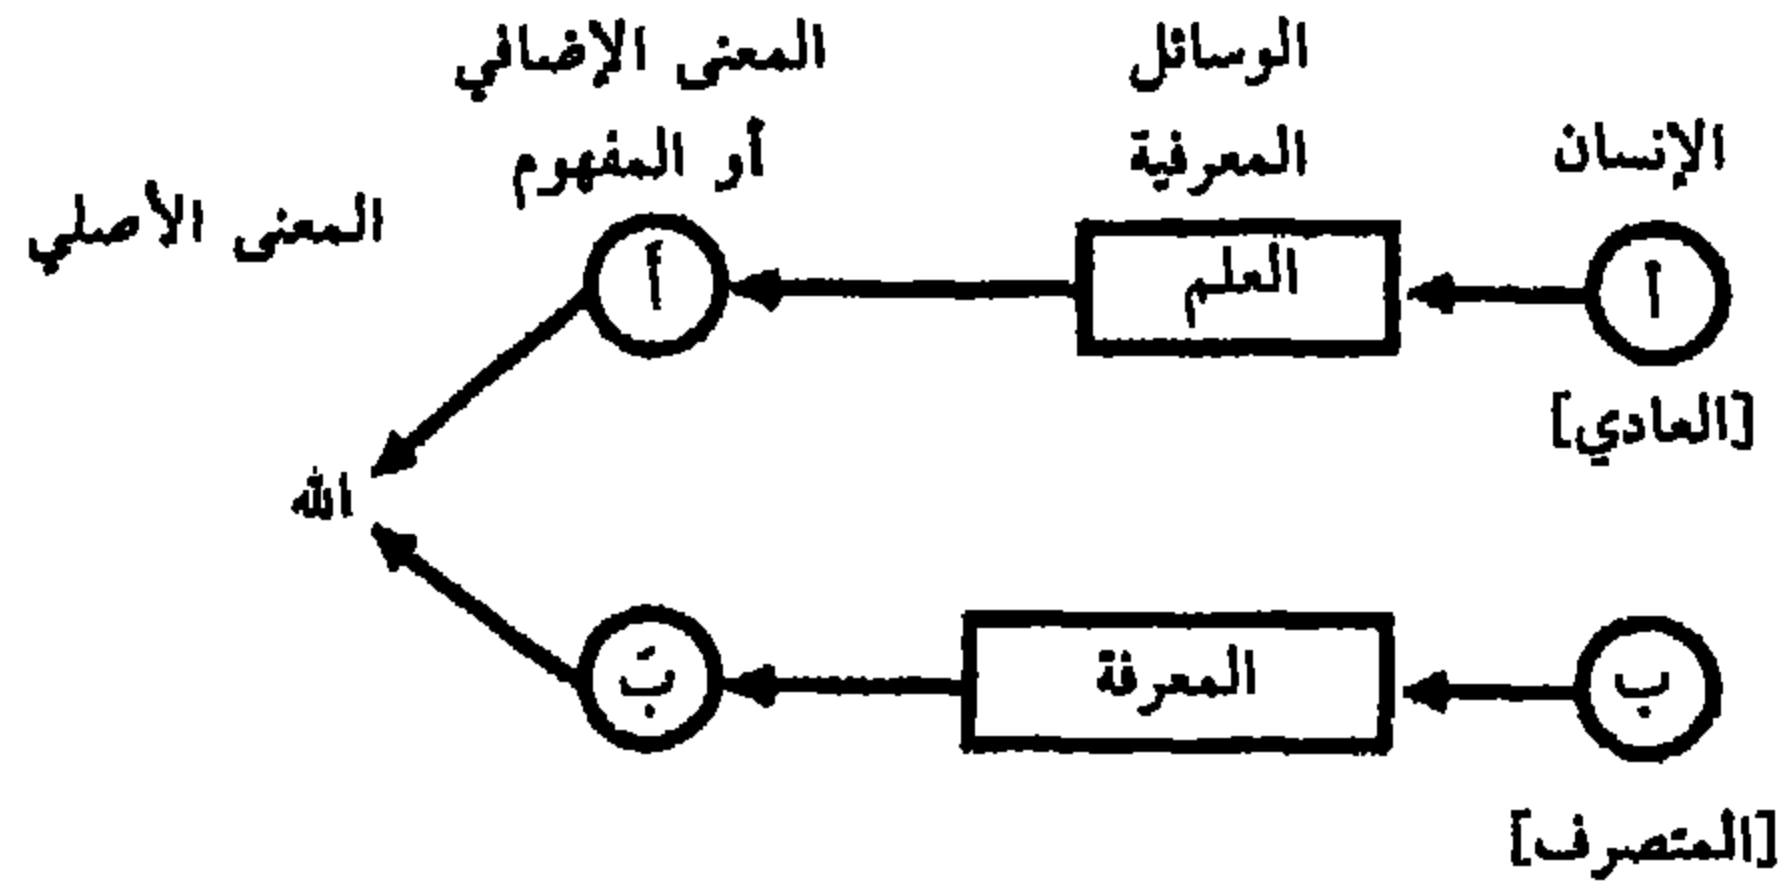 الإنسان
الوسائل
المعرفية
المعنى الإضافي
أو المفهوم
المعنى الأصلي
أ
العلم
أَ
[العادي]
الله
ب
المعرفة
بَ
[المتصرف]